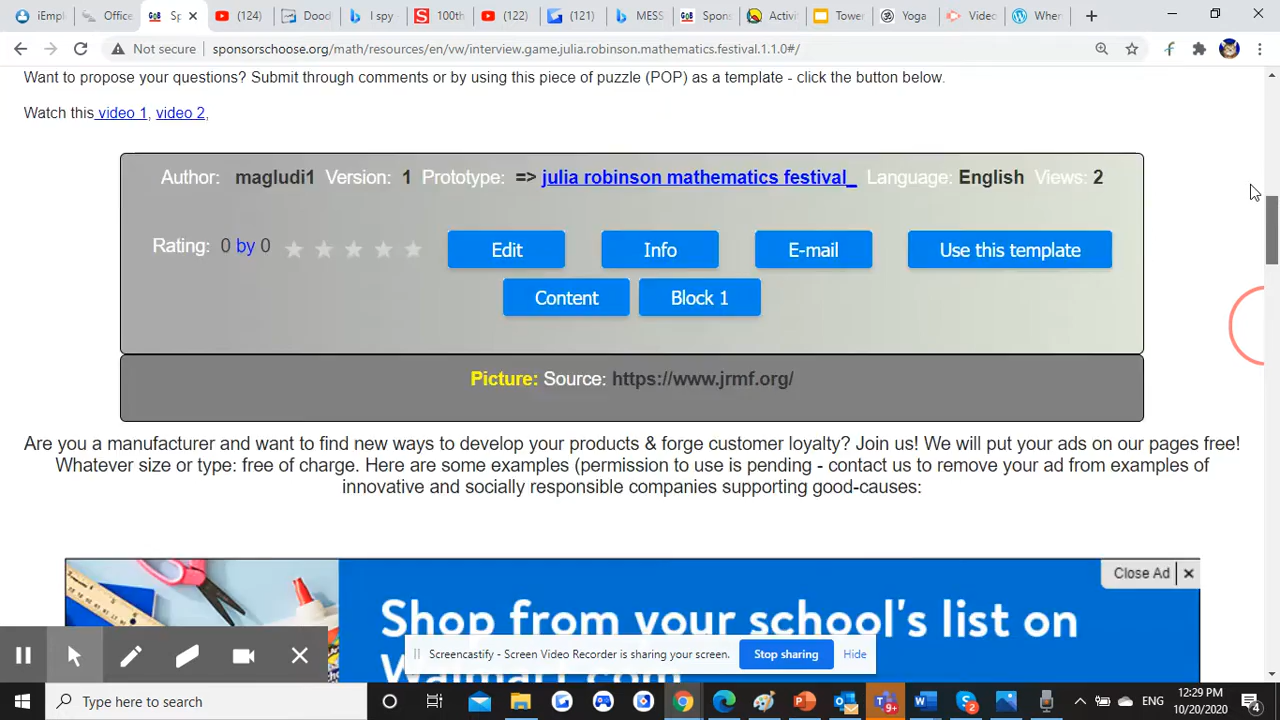 iEmpl
Office
Sp
(124)
Dood
I spy
100th
(122)
(121)
MESS
Spons
Activi
Towe
Yoga
Video
Wher
Not secure
sponsorschoose.org/math/resources/en/vw/interview.game.julia.robinson.mathematics.festival.1.1.0#/
Want to propose your questions? Submit through comments or by using this piece of puzzle (POP) as a template - click the button below.
Watch this video 1, video 2,
Author: magludi1 Version: 1 Prototype: => julia robinson mathematics festival_ Language: English Views: 2
Rating: 0 by 0 Edit Info E-mail Use this template
Content Block 1
Picture: Source: https://www.jrmf.org/
Are you a manufacturer and want to find new ways to develop your products & forge customer loyalty? Join us! We will put your ads on our pages free!
Whatever size or type: free of charge. Here are some examples (permission to use is pending - contact us to remove your ad from examples of
innovative and socially responsible companies supporting good-causes:
Close Ad
Shop from your school's list on
Walmart.com
Screencastify - Screen Video Recorder is sharing your screen. Stop sharing Hide
Type here to search
9+
ENG
12:29 PM
10/20/2020
4